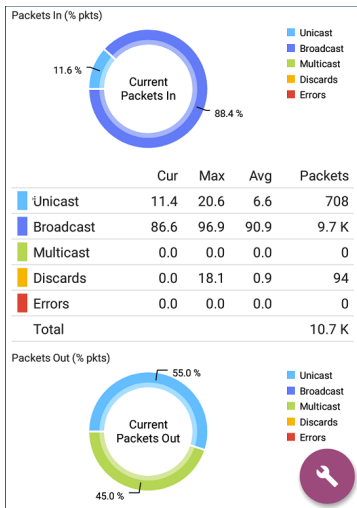 Packets In (% pkts)
Unicast
Broadcast
Multicast
Discards
Errors
11.6 %
Current
Packets In
88.4 %
Cur Max Avg Packets
Unicast 11.4 20.6 6.6 708
Broadcast 86.6 96.9 90.9 9.7 K
Multicast 0.0 0.0 0.0 0
Discards 0.0 18.1 0.9 94
Errors 0.0 0.0 0.0 0
Total 10.7 K
Packets Out (% pkts)
55.0 %
Unicast
Broadcast
Multicast
Discards
Errors
Current
Packets Out
45.0 %